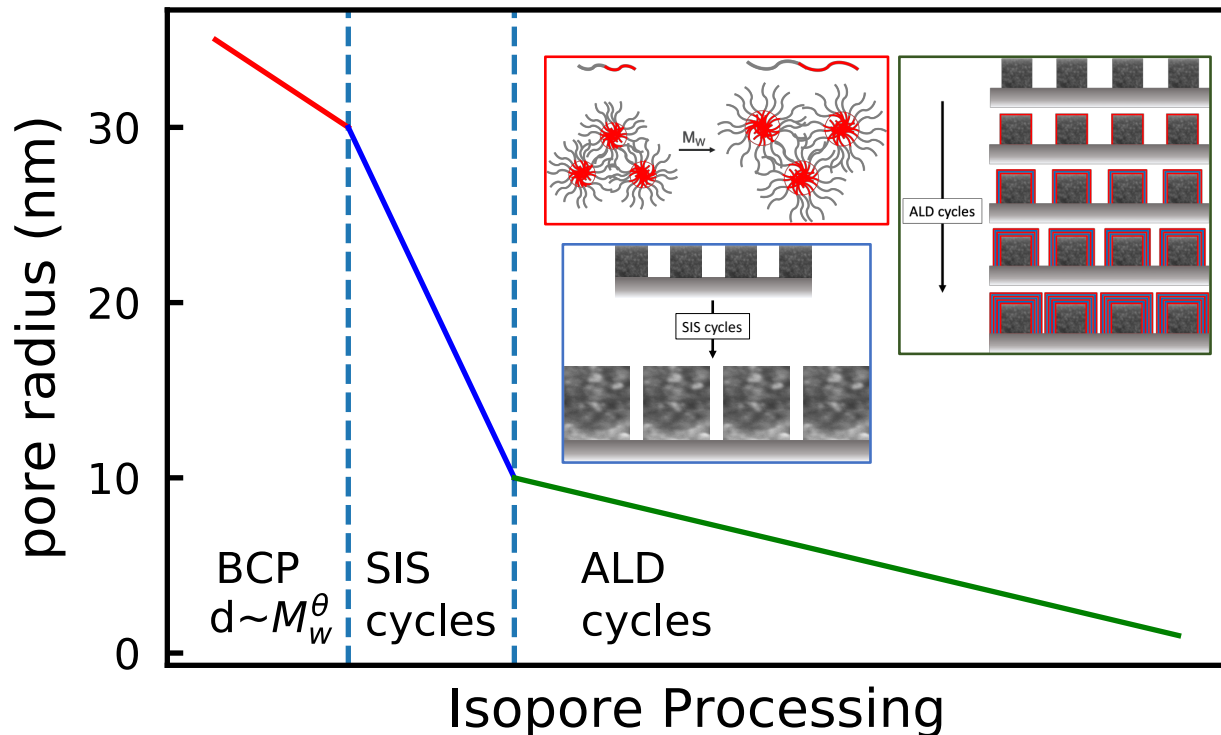 pore radius (nm)
30
20
10
0
BCP
d~M_w^θ
SIS
cycles
ALD
cycles
M_W
SIS cycles
ALD cycles
Isopore Processing